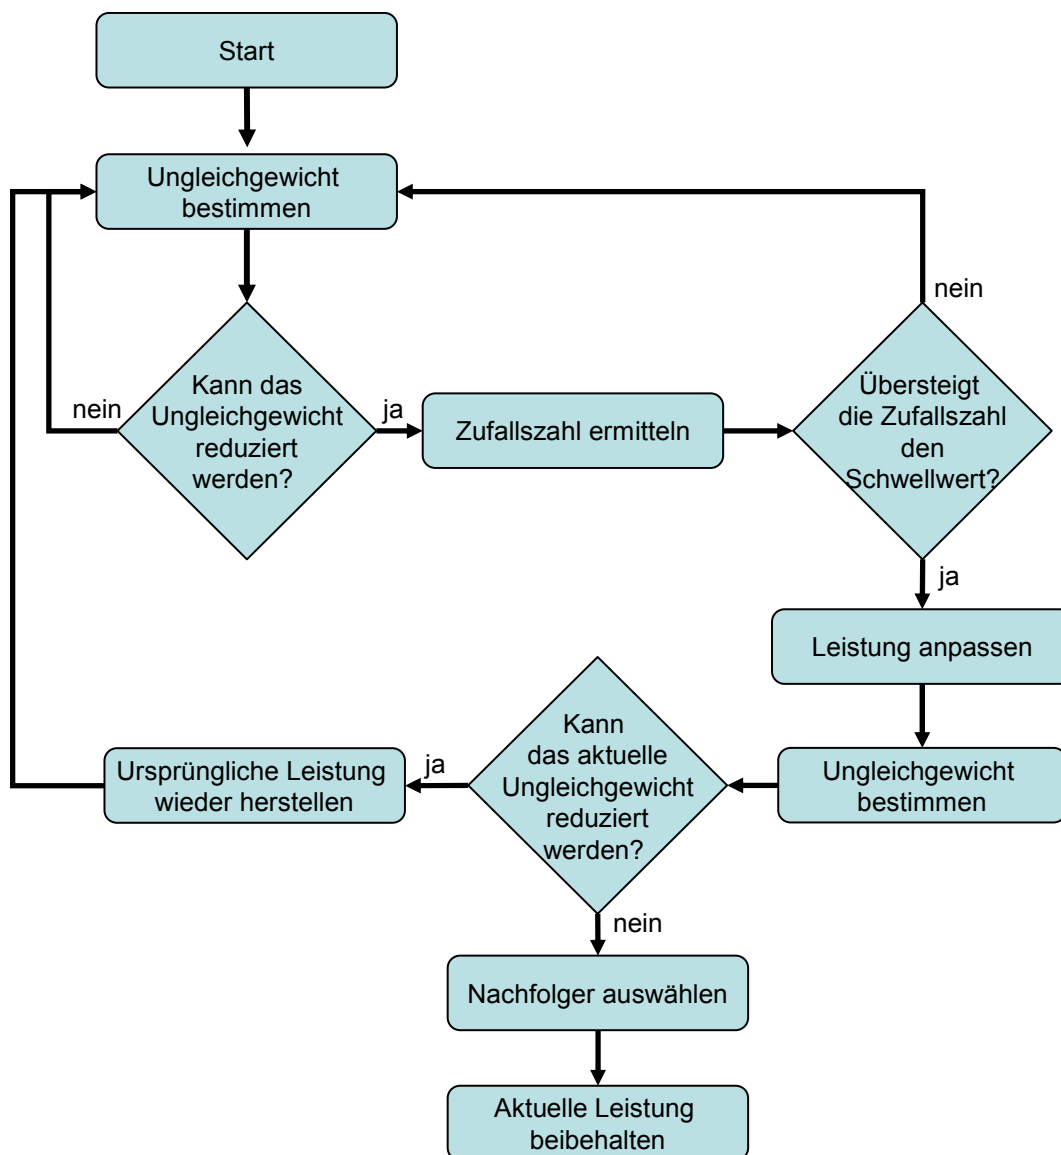 Start
Ungleichgewicht
bestimmen
nein
Kann das
Ungleichgewicht
reduziert
werden?
ja
Zufallszahl ermitteln
Übersteigt
die Zufallszahl
den
Schwellwert?
nein
ja
Leistung anpassen
Ungleichgewicht
bestimmen
Kann
das aktuelle
Ungleichgewicht
reduziert
werden?
ja
Ursprüngliche Leistung
wieder herstellen
nein
Nachfolger auswählen
Aktuelle Leistung
beibehalten